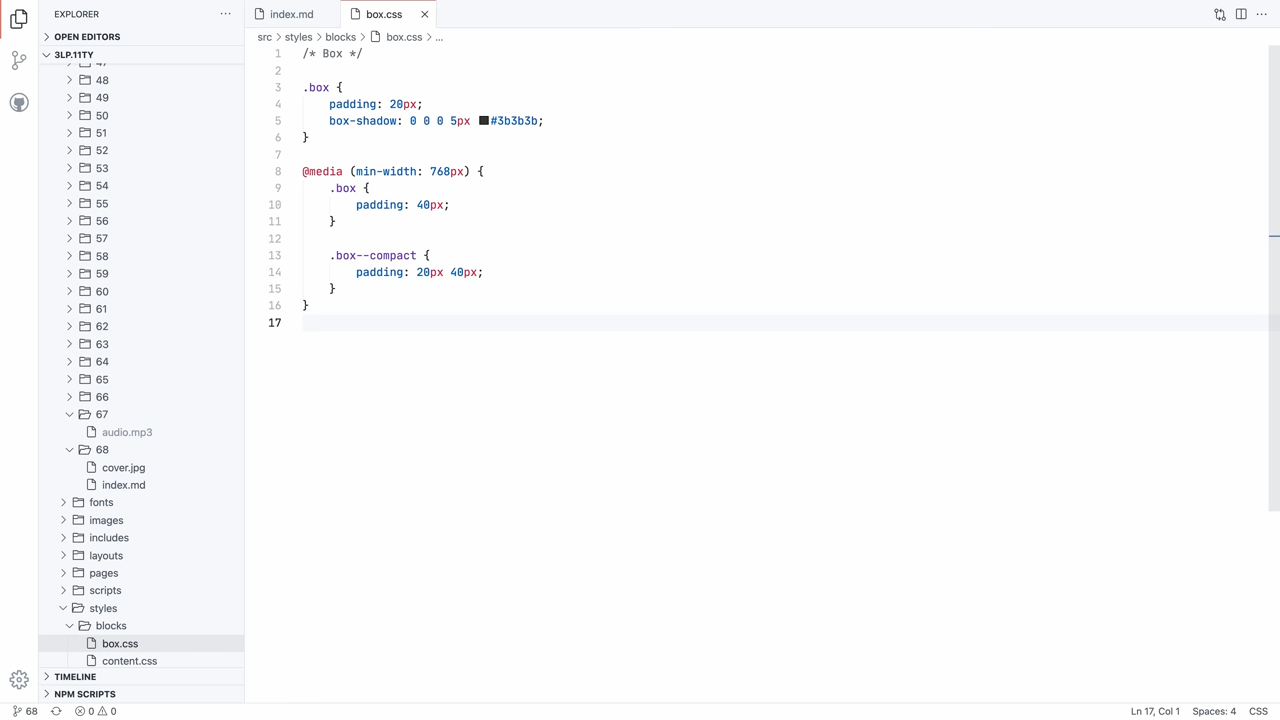 EXPLORER
OPEN EDITORS
3LP.11TY
47
48
49
50
51
52
53
54
55
56
57
58
59
60
61
62
63
64
65
66
67
audio.mp3
68
cover.jpg
index.md
fonts
images
includes
layouts
pages
scripts
styles
blocks
box.css
content.css
TIMELINE
NPM SCRIPTS
index.md
box.css
src > styles > blocks > box.css > ...
1 /* Box */
2
3 .box {
4 padding: 20px;
5 box-shadow: 0 0 0 5px #3b3b3b;
6 }
7
8 @media (min-width: 768px) {
9 .box {
10 padding: 40px;
11 }
12
13 .box--compact {
14 padding: 20px 40px;
15 }
16 }
17
68 0 0 Ln 17, Col 1 Spaces: 4 CSS